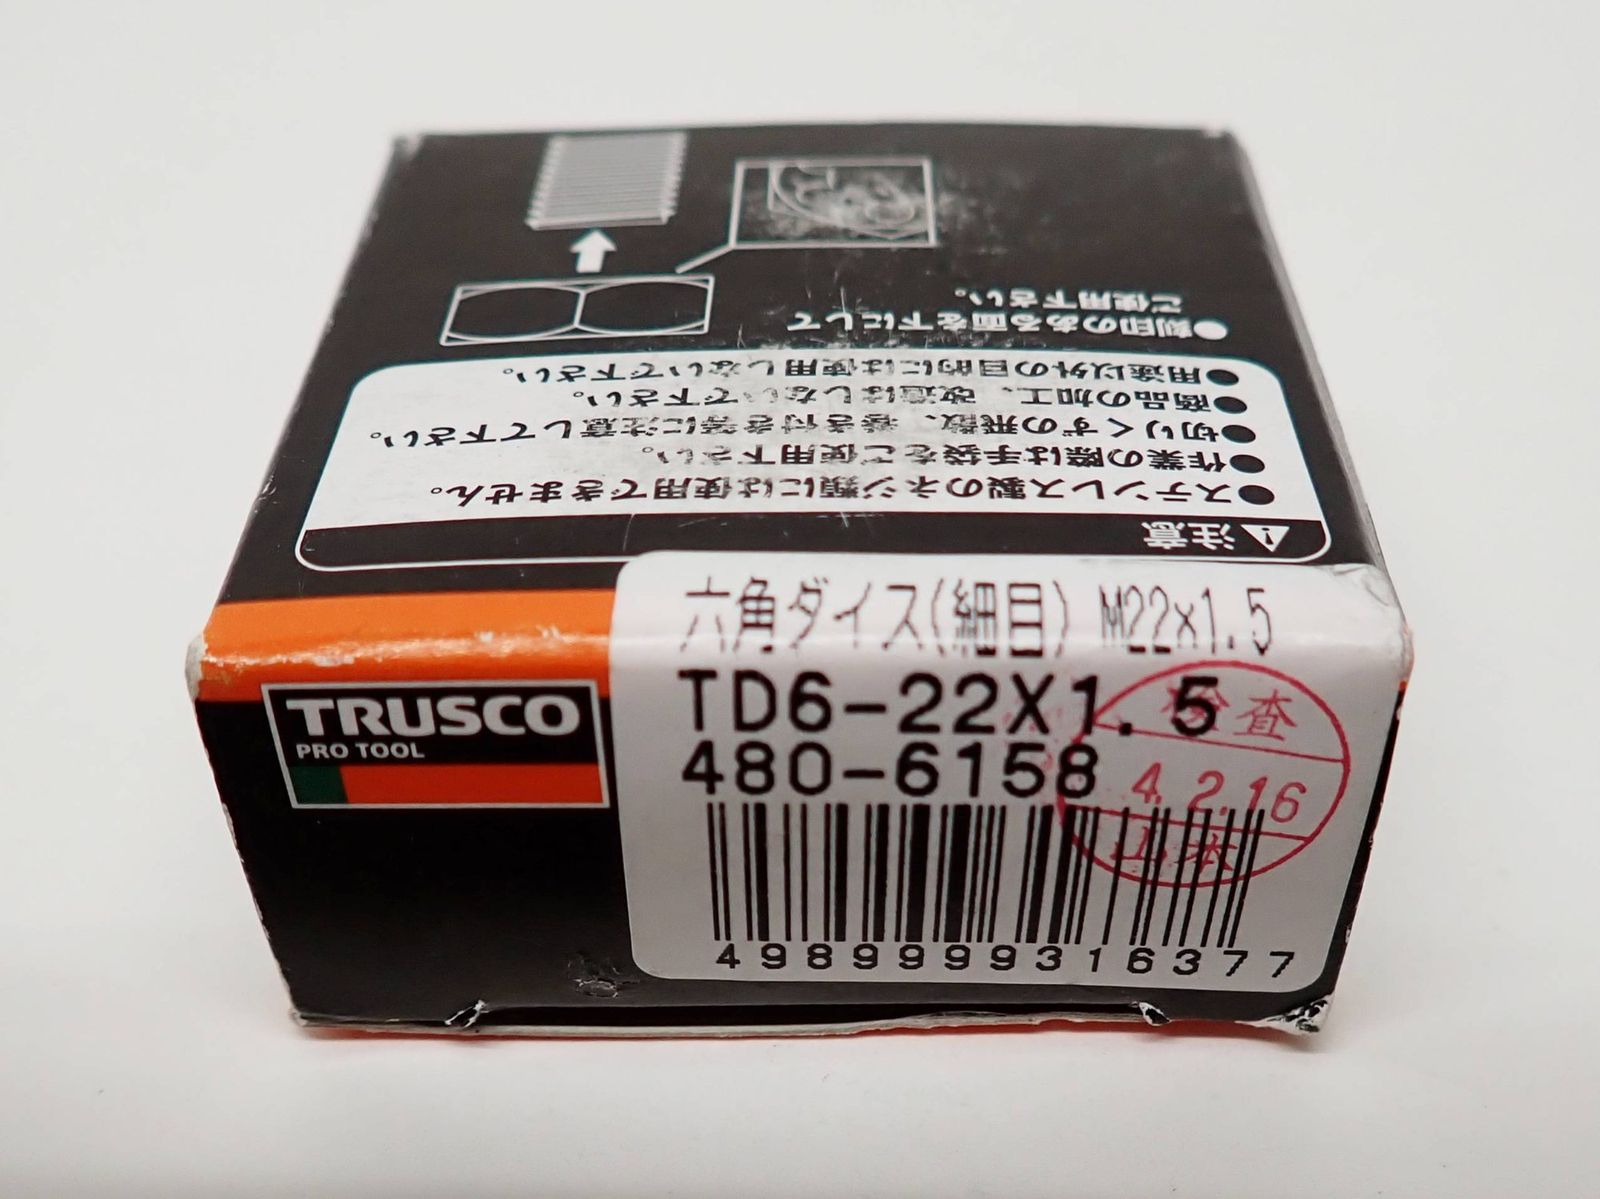 ●刻印のある面を下にして
ご使用下さい。
⚠注意
●ステンレス製のネジ類には使用できません。
●作業の際は手袋をご使用下さい。
●切りくずの飛散、巻き付き等に注意して下さい。
●商品の加工、改造はしないで下さい。
●用途以外の目的には使用しないで下さい。
六角ダイス(細目) M22x1.5
TD6-22X1.5
480-6158
4989999316377
TRUSCO
PRO TOOL
検査
4.2.16
山本